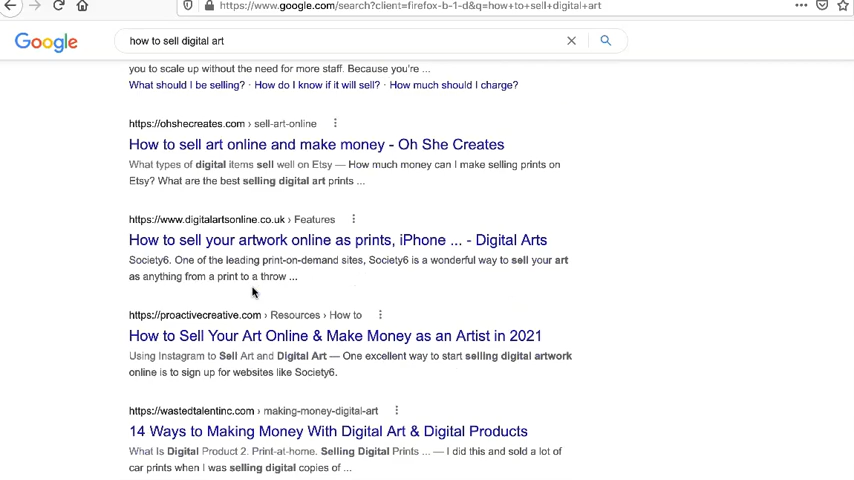 https://www.google.com/search?client=firefox-b-1-d&q=how+to+sell+digital+art
Google
how to sell digital art
you to scale up without the need for more staff. Because you're ...
What should I be selling? · How do I know if it will sell? · How much should I charge?
https://ohshecreates.com › sell-art-online
How to sell art online and make money - Oh She Creates
What types of digital items sell well on Etsy — How much money can I make selling prints on
Etsy? What are the best selling digital art prints ...
https://www.digitalartsonline.co.uk › Features
How to sell your artwork online as prints, iPhone ... - Digital Arts
Society6. One of the leading print-on-demand sites, Society6 is a wonderful way to sell your art
as anything from a print to a throw ...
https://proactivecreative.com › Resources › How to
How to Sell Your Art Online & Make Money as an Artist in 2021
Using Instagram to Sell Art and Digital Art — One excellent way to start selling digital artwork
online is to sign up for websites like Society6.
https://wastedtalentinc.com › making-money-digital-art
14 Ways to Making Money With Digital Art & Digital Products
What Is Digital Product 2. Print-at-home. Selling Digital Prints ... — I did this and sold a lot of
car prints when I was selling digital copies of ...